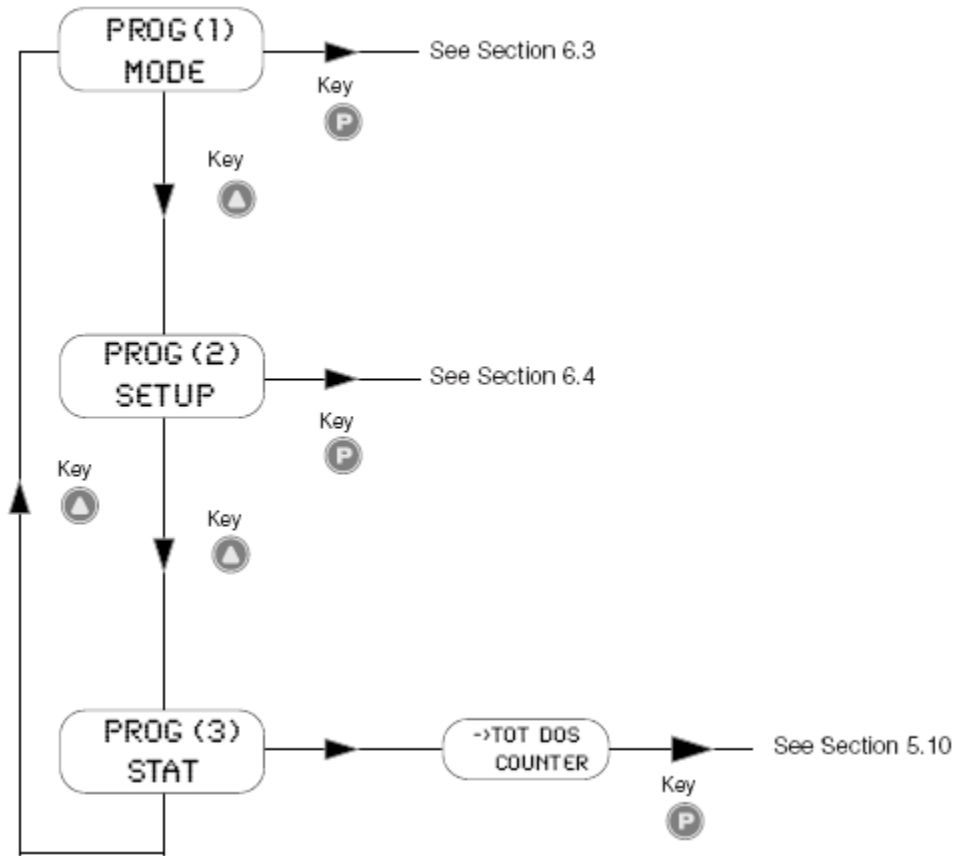 PROG(1)
MODE
See Section 6.3
Key
P
Key
PROG(2)
SETUP
See Section 6.4
Key
P
Key
Key
PROG(3)
STAT
->TOT DOS
COUNTER
See Section 5.10
Key
P